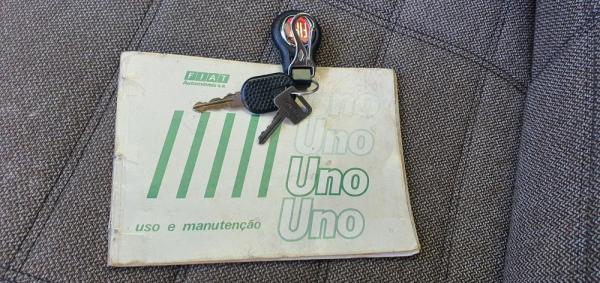 FIAT
Automóveis s.a.
Uno
Uno
Uno
Uno
uso e manutenção